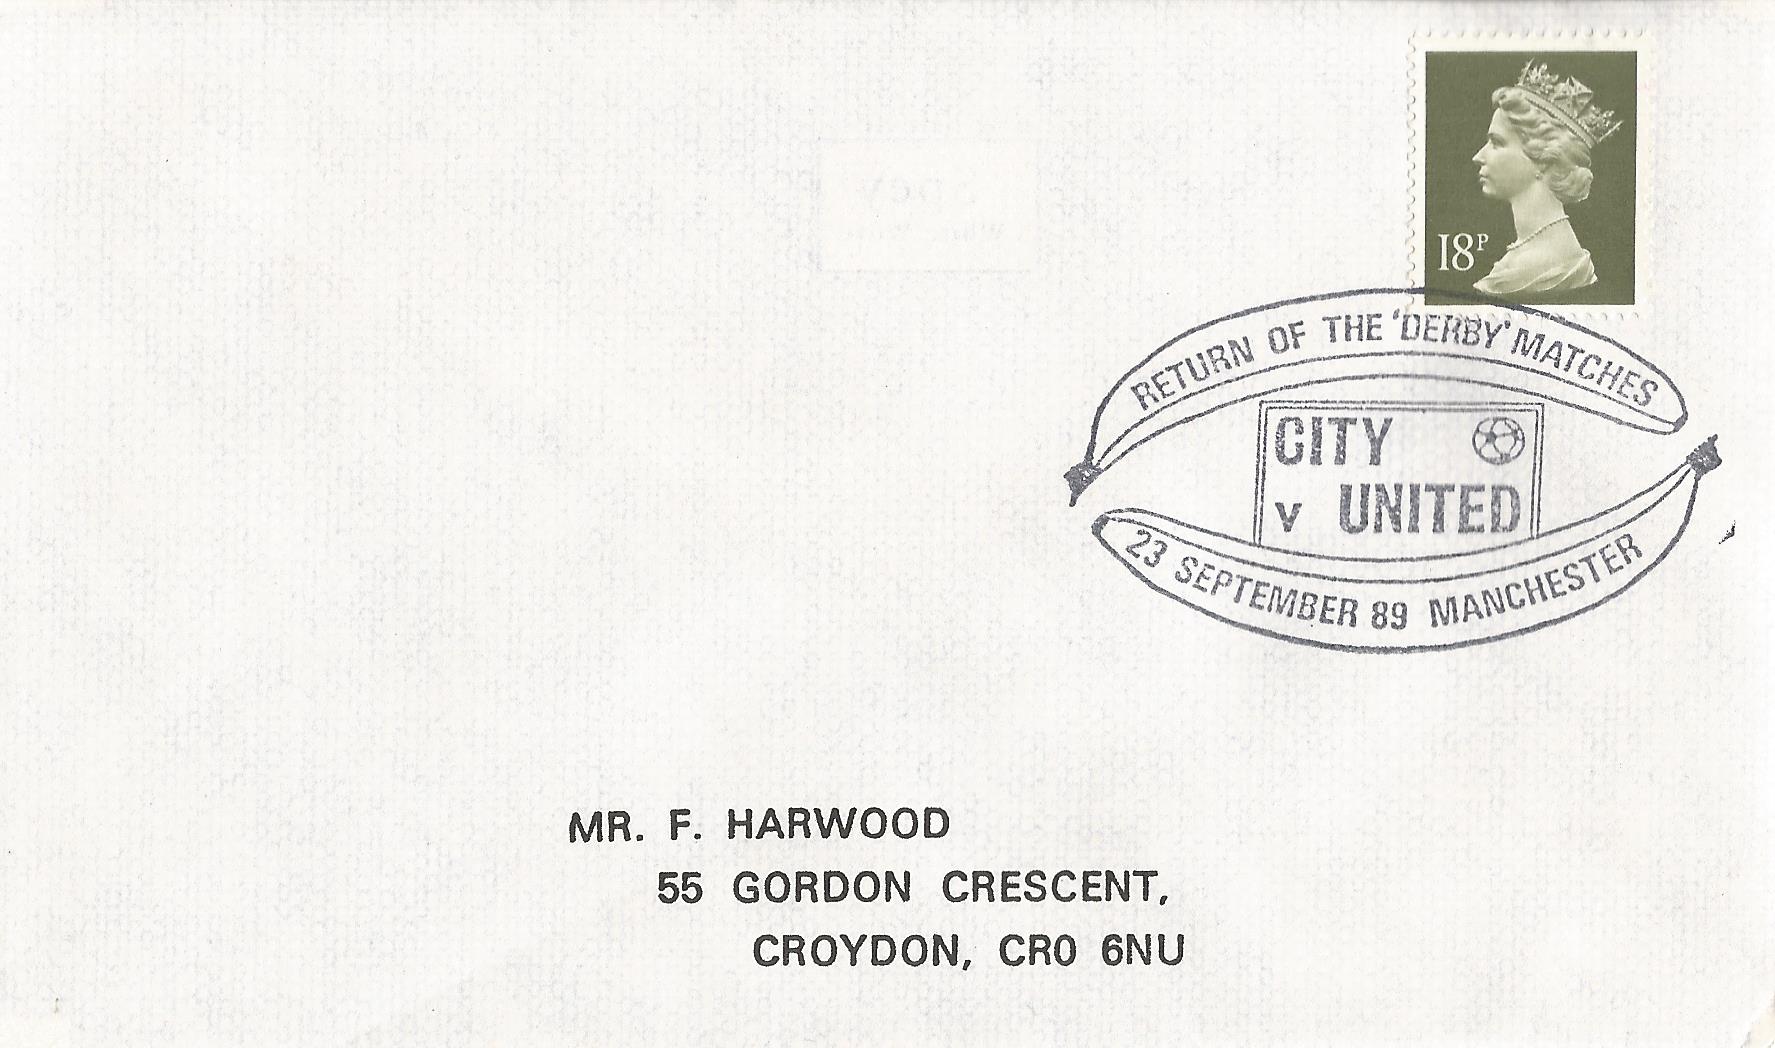 18P
RETURN OF THE 'DERBY' MATCHES
CITY
v UNITED
23 SEPTEMBER 89 MANCHESTER
MR. F. HARWOOD
55 GORDON CRESCENT,
CROYDON, CR0 6NU